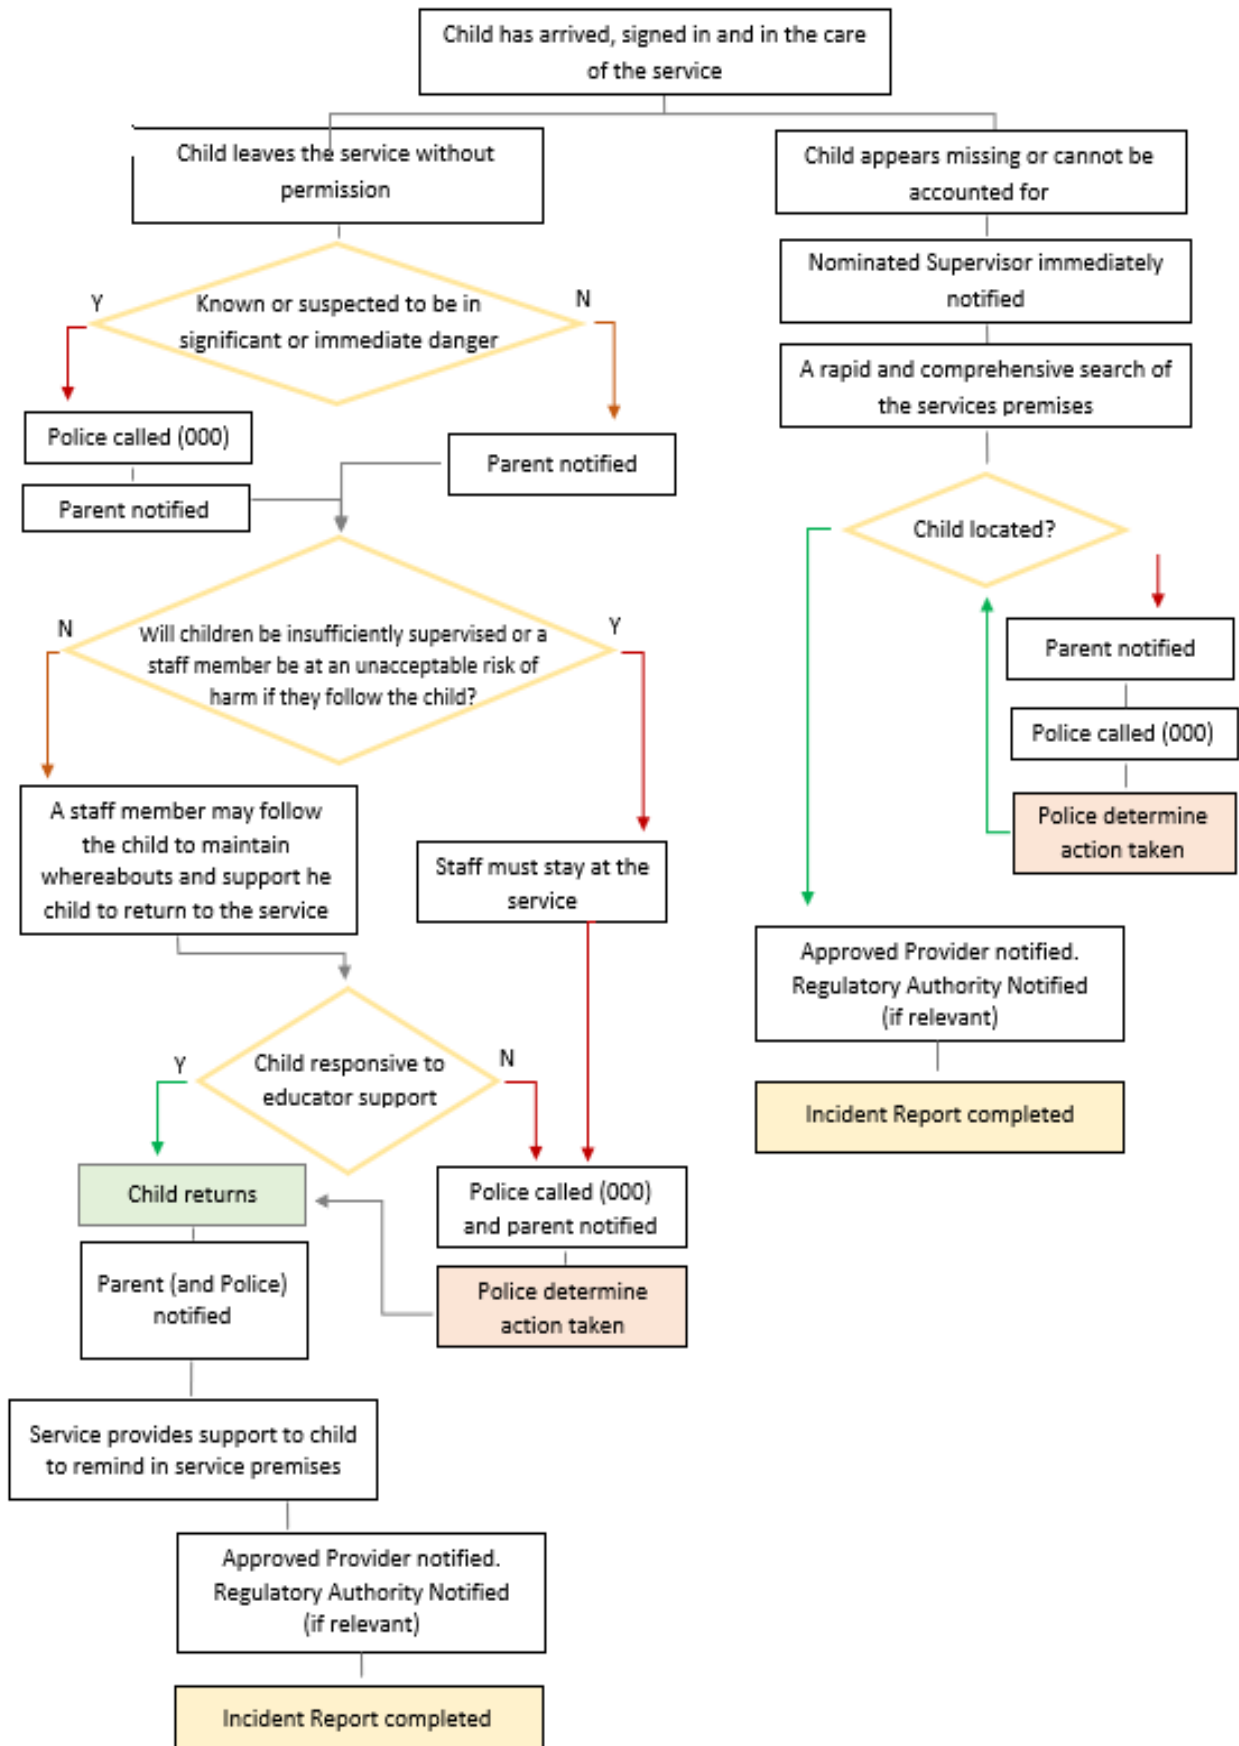 Child has arrived, signed in and in the care
of the service
Child leaves the service without
permission
Known or suspected to be in
significant or immediate danger
Y
N
Police called (000)
Parent notified
Parent notified
Will children be insufficiently supervised or a
staff member be at an unacceptable risk of
harm if they follow the child?
N
Y
A staff member may follow
the child to maintain
whereabouts and support he
child to return to the service
Staff must stay at the
service
Child responsive to
educator support
Y
N
Child returns
Police called (000)
and parent notified
Police determine
action taken
Parent (and Police)
notified
Service provides support to child
to remind in service premises
Approved Provider notified.
Regulatory Authority Notified
(if relevant)
Incident Report completed
Child appears missing or cannot be
accounted for
Nominated Supervisor immediately
notified
A rapid and comprehensive search of
the services premises
Child located?
Parent notified
Police called (000)
Police determine
action taken
Approved Provider notified.
Regulatory Authority Notified
(if relevant)
Incident Report completed